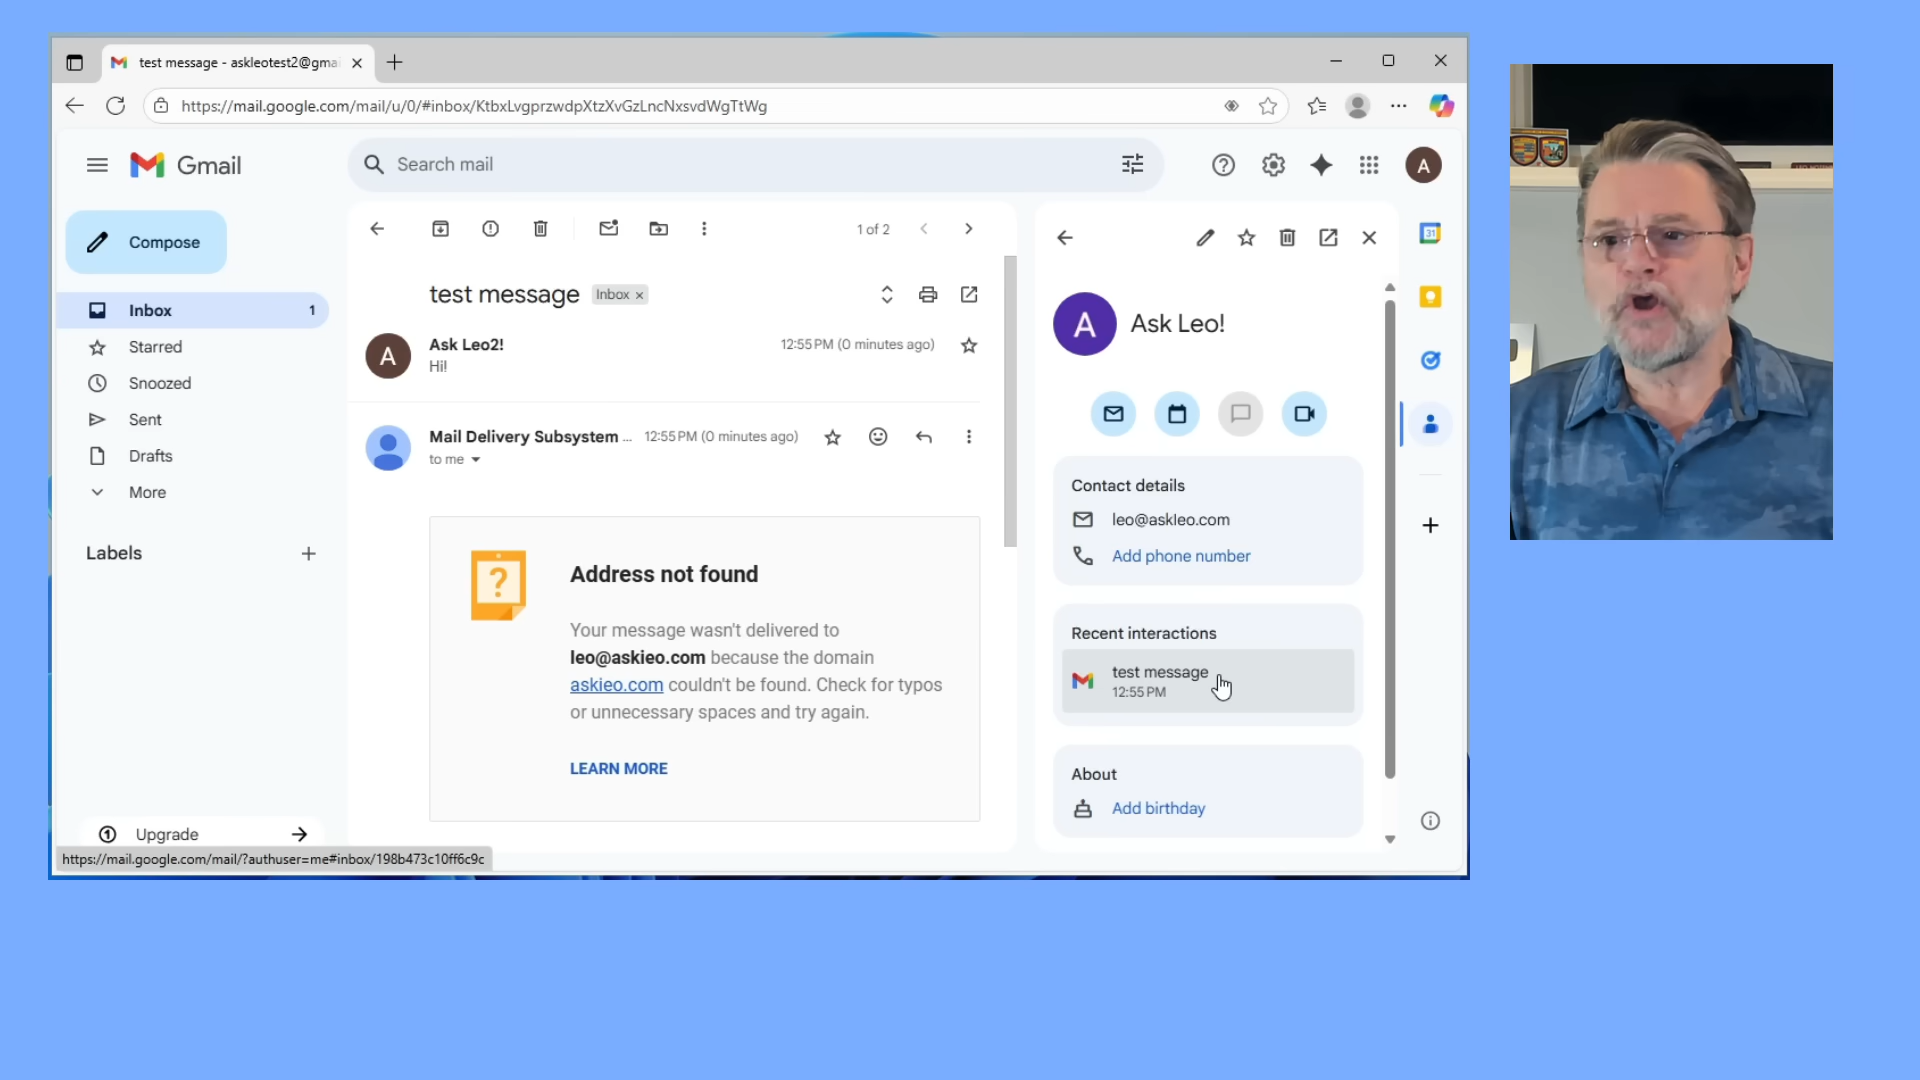 test message - askleotest2@gmai
https://mail.google.com/mail/u/0/#inbox/KtbxLvgprzwdpXtzXvGzLncNxsvdWgTtWg
Gmail
Search mail
A
Compose
1 of 2
31
Inbox 1
Starred
Snoozed
Sent
Drafts
More
Labels
Upgrade
test message
Inbox ×
A
Ask Leo2!
12:55 PM (0 minutes ago)
Hi!
Mail Delivery Subsystem ... 12:55 PM (0 minutes ago)
to me
Address not found
Your message wasn't delivered to
leo@askieo.com because the domain
askieo.com couldn't be found. Check for typos
or unnecessary spaces and try again.
LEARN MORE
A
Ask Leo!
Contact details
leo@askleo.com
Add phone number
Recent interactions
test message
12:55 PM
About
Add birthday
https://mail.google.com/mail/?authuser=me#inbox/198b473c10ff6c9c